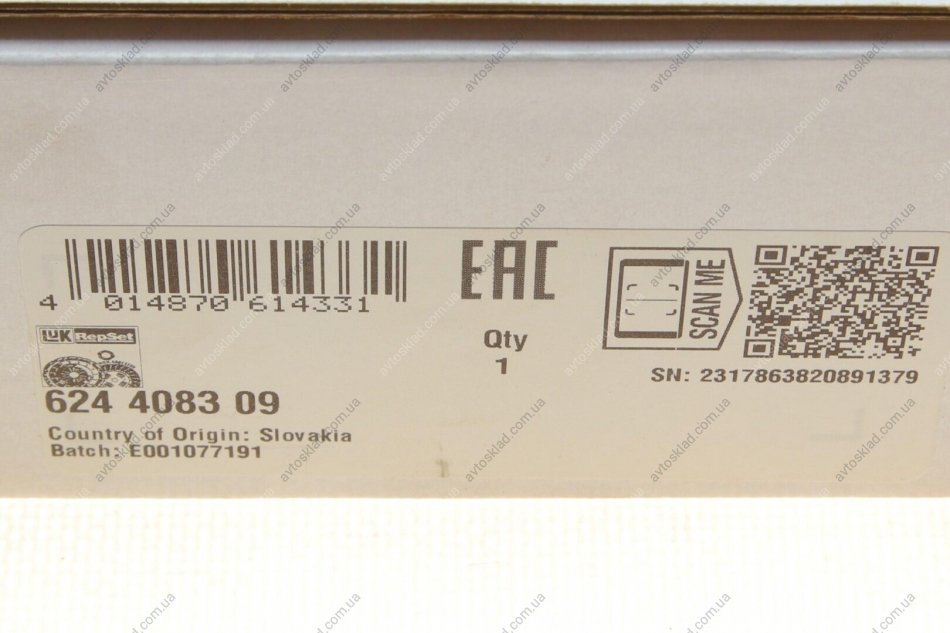 4 014870 614331
EAC
SCAN ME
LuK RepSet
Qty
1
SN: 2317863820891379
624 4083 09
Country of Origin: Slovakia
Batch: E001077191
avtosklad.com.ua